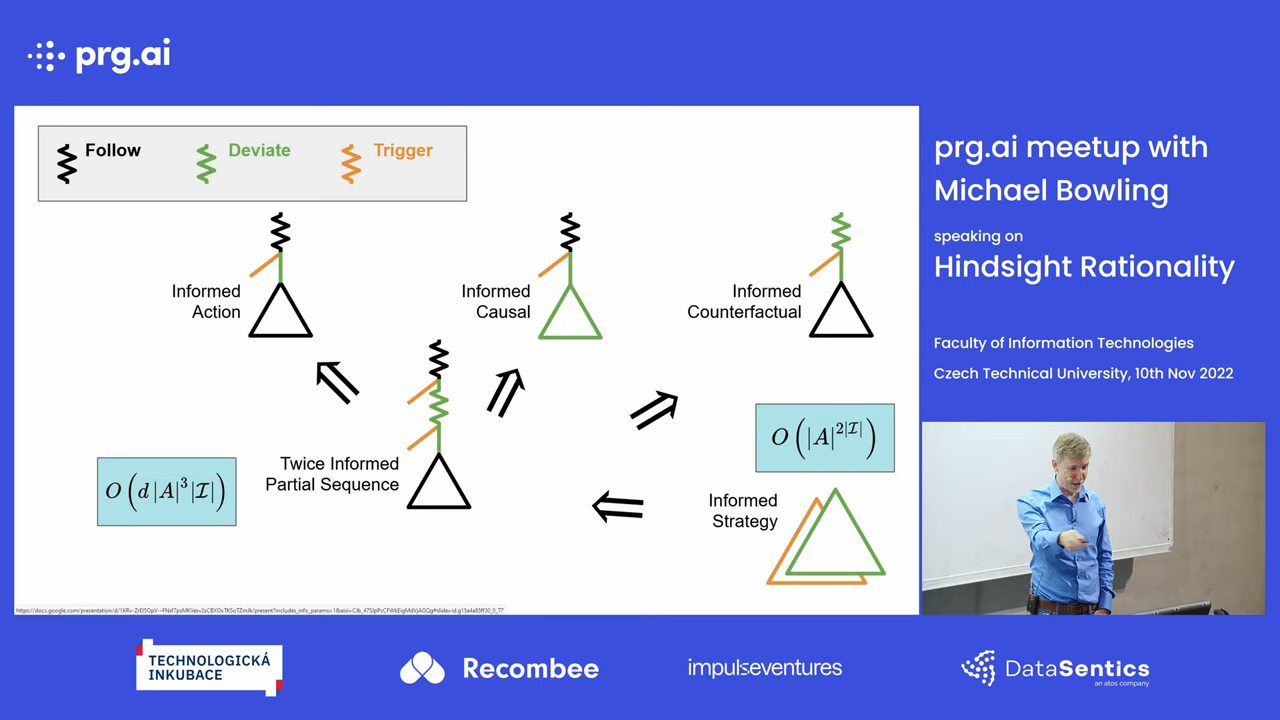 prg.ai
Follow
Deviate
Trigger
Informed
Action
Informed
Causal
Informed
Counterfactual
Twice Informed
Partial Sequence
O(d|A|³|I|)
O(|A|^{2|I|})
Informed
Strategy
prg.ai meetup with
Michael Bowling
speaking on
Hindsight Rationality
Faculty of Information Technologies
Czech Technical University, 10th Nov 2022
TECHNOLOGICKÁ
INKUBACE
Recombee
impulseventures
DataSentics
an atos company